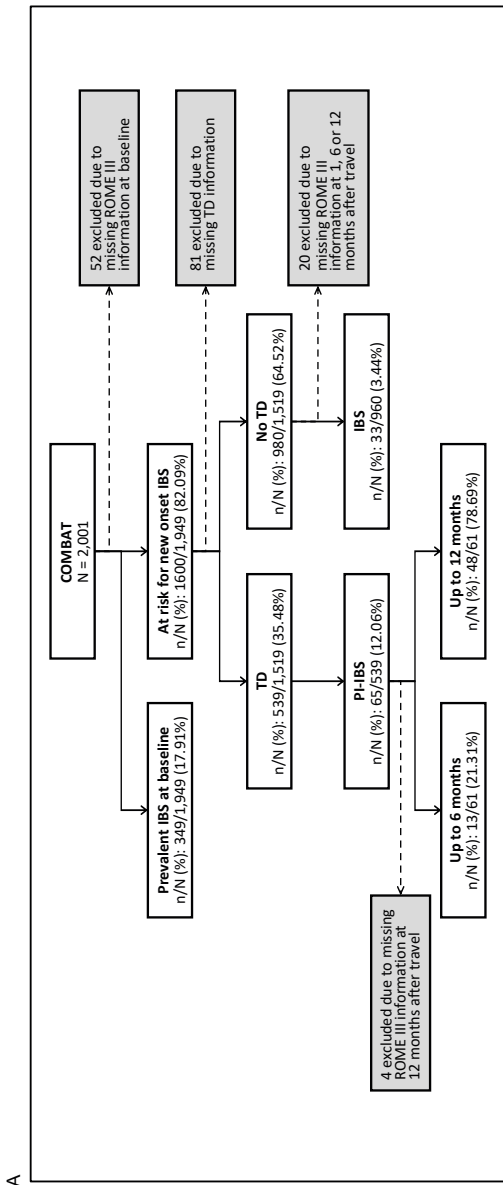 A
COMBAT
N = 2,001
52 excluded due to
missing ROME III
information at baseline
Prevalent IBS at baseline
n/N (%): 349/1,949 (17.91%)
At risk for new onset IBS
n/N (%): 1600/1,949 (82.09%)
81 excluded due to
missing TD information
TD
n/N (%): 539/1,519 (35.48%)
No TD
n/N (%): 980/1,519 (64.52%)
20 excluded due to
missing ROME III
information at 1, 6 or 12
months after travel
PI-IBS
n/N (%): 65/539 (12.06%)
IBS
n/N (%): 33/960 (3.44%)
4 excluded due to missing
ROME III information at
12 months after travel
Up to 6 months
n/N (%): 13/61 (21.31%)
Up to 12 months
n/N (%): 48/61 (78.69%)